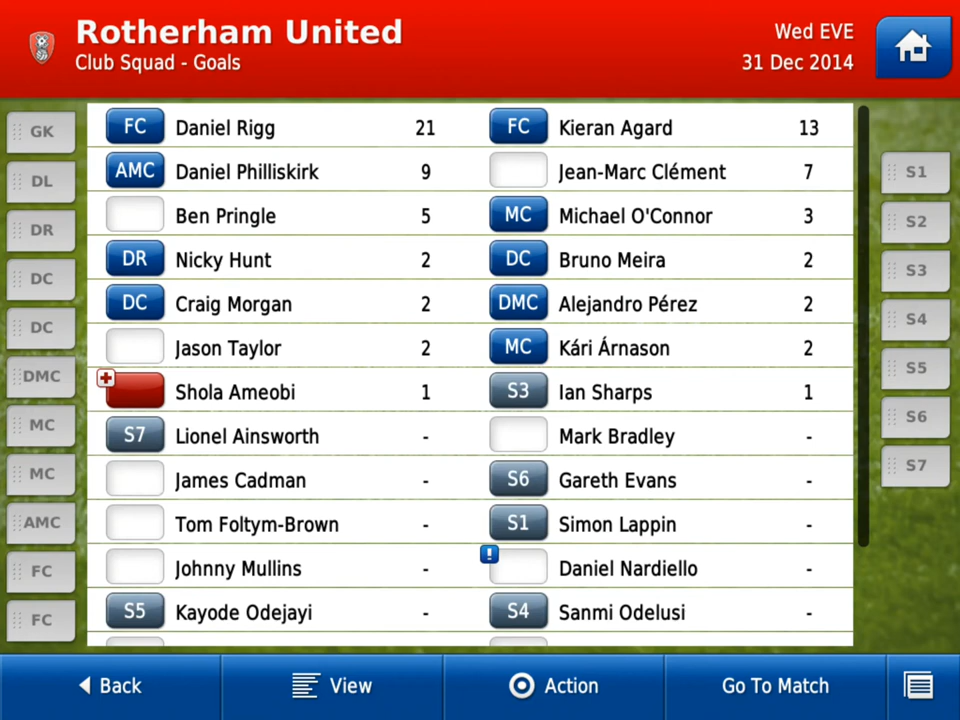 Rotherham United
Club Squad - Goals
Wed EVE
31 Dec 2014
GK
DL
DR
DC
DC
DMC
MC
MC
AMC
FC
FC
FC Daniel Rigg 21 FC Kieran Agard 13
AMC Daniel Philliskirk 9 Jean-Marc Clément 7
Ben Pringle 5 MC Michael O'Connor 3
DR Nicky Hunt 2 DC Bruno Meira 2
DC Craig Morgan 2 DMC Alejandro Pérez 2
Jason Taylor 2 MC Kári Árnason 2
Shola Ameobi 1 S3 Ian Sharps 1
S7 Lionel Ainsworth - Mark Bradley -
James Cadman - S6 Gareth Evans -
Tom Foltym-Brown - S1 Simon Lappin -
Johnny Mullins - ! Daniel Nardiello -
S5 Kayode Odejayi - S4 Sanmi Odelusi -
S1
S2
S3
S4
S5
S6
S7
Back View Action Go To Match